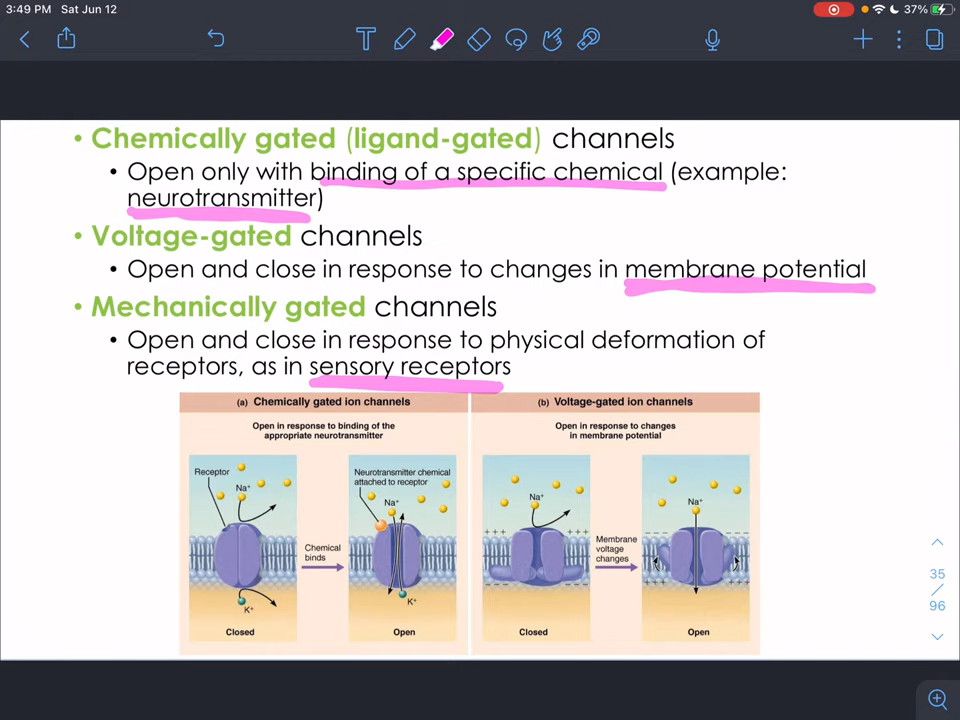 3:49 PM Sat Jun 12
37%
• Chemically gated (ligand-gated) channels
• Open only with binding of a specific chemical (example:
neurotransmitter)
• Voltage-gated channels
• Open and close in response to changes in membrane potential
• Mechanically gated channels
• Open and close in response to physical deformation of
receptors, as in sensory receptors
(a) Chemically gated ion channels
Open in response to binding of the
appropriate neurotransmitter
Receptor
Na⁺
K⁺
Closed
Chemical
binds
Neurotransmitter chemical
attached to receptor
Na⁺
K⁺
Open
(b) Voltage-gated ion channels
Open in response to changes
in membrane potential
Na⁺
+++
+++
Closed
Membrane
voltage
changes
Na⁺
+++
+++
Open
35
/
96